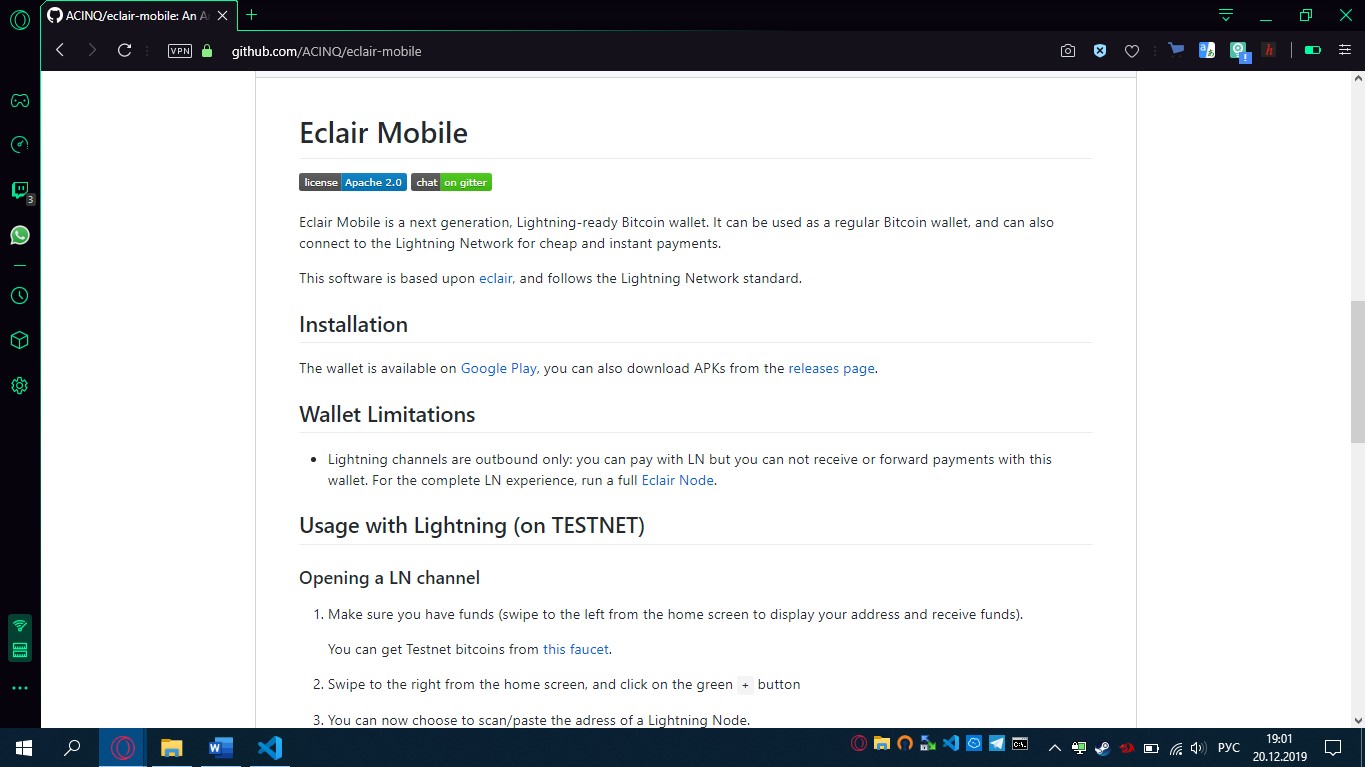 ACINQ/eclair-mobile: An A
VPN
github.com/ACINQ/eclair-mobile
Eclair Mobile
license Apache 2.0 chat on gitter
Eclair Mobile is a next generation, Lightning-ready Bitcoin wallet. It can be used as a regular Bitcoin wallet, and can also
connect to the Lightning Network for cheap and instant payments.
This software is based upon eclair, and follows the Lightning Network standard.
Installation
The wallet is available on Google Play, you can also download APKs from the releases page.
Wallet Limitations
Lightning channels are outbound only: you can pay with LN but you can not receive or forward payments with this
wallet. For the complete LN experience, run a full Eclair Node.
Usage with Lightning (on TESTNET)
Opening a LN channel
1. Make sure you have funds (swipe to the left from the home screen to display your address and receive funds).
You can get Testnet bitcoins from this faucet.
2. Swipe to the right from the home screen, and click on the green + button
3. You can now choose to scan/paste the adress of a Lightning Node.
3
h
РУС
19:01
20.12.2019